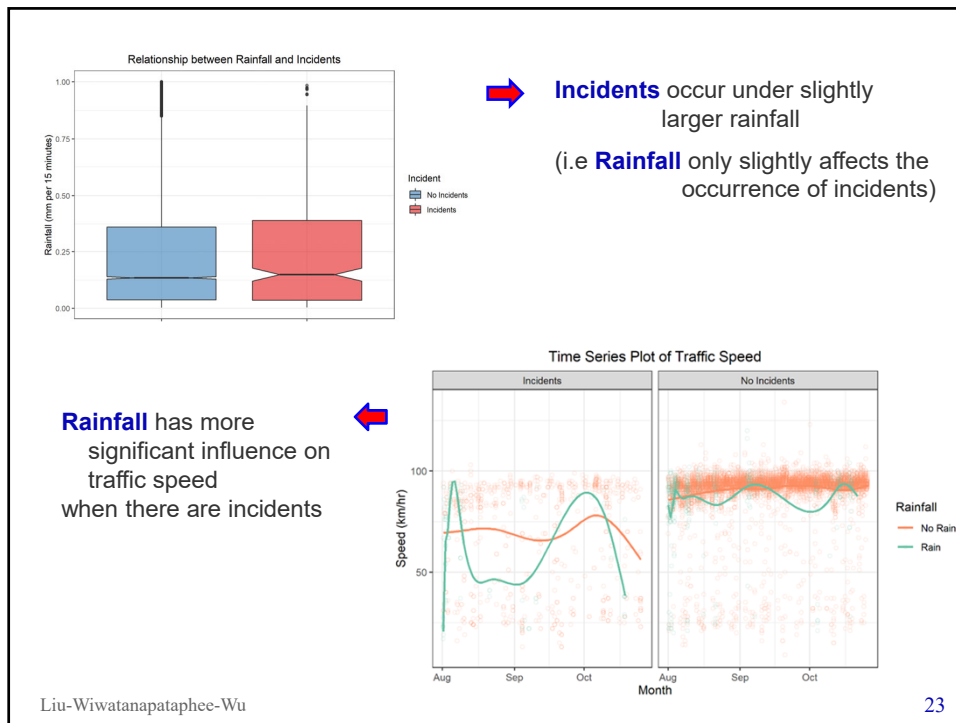 Relationship between Rainfall and Incidents
1.00
0.75
0.50
0.25
0.00
Rainfall (mm per 15 minutes)
Incident
No Incidents
Incidents
Incidents occur under slightly
larger rainfall
(i.e Rainfall only slightly affects the
occurrence of incidents)
Rainfall has more
significant influence on
traffic speed
when there are incidents
Time Series Plot of Traffic Speed
Incidents
No Incidents
100
50
Speed (km/hr)
Aug
Sep
Oct
Aug
Sep
Oct
Month
Rainfall
No Rain
Rain
Liu-Wiwatanapataphee-Wu
23